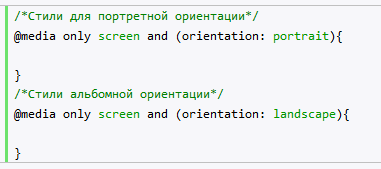 /*Стили для портретной ориентации*/
@media only screen and (orientation: portrait){
}
/*Стили альбомной ориентации*/
@media only screen and (orientation: landscape){
}